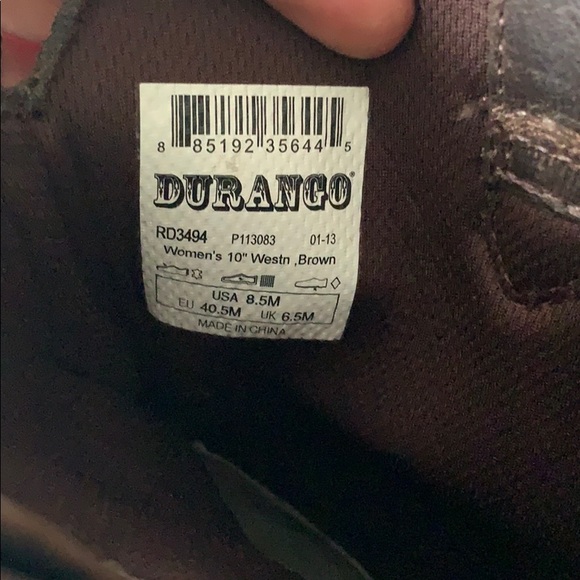 8 85192 35644 5
DURANGO®
RD3494 P113083 01-13
Women's 10" Westn ,Brown
USA 8.5M
EU 40.5M UK 6.5M
MADE IN CHINA